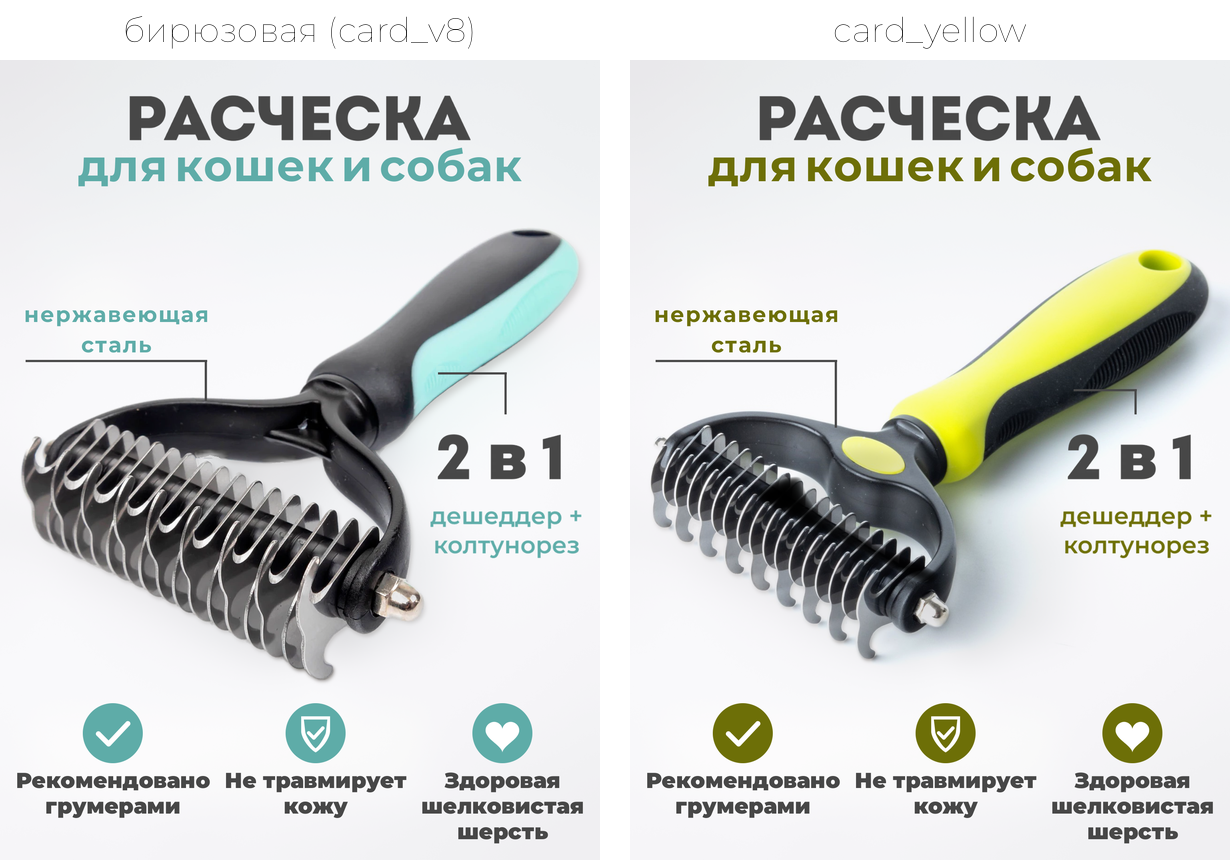 бирюзовая (card_v8)
РАСЧЕСКА
для кошек и собак
нержавеющая
сталь
2 в 1
дешеддер +
колтунорез
Рекомендовано
грумерами
Не травмирует
кожу
Здоровая
шелковистая
шерсть
card_yellow
РАСЧЕСКА
для кошек и собак
нержавеющая
сталь
2 в 1
дешеддер +
колтунорез
Рекомендовано
грумерами
Не травмирует
кожу
Здоровая
шелковистая
шерсть